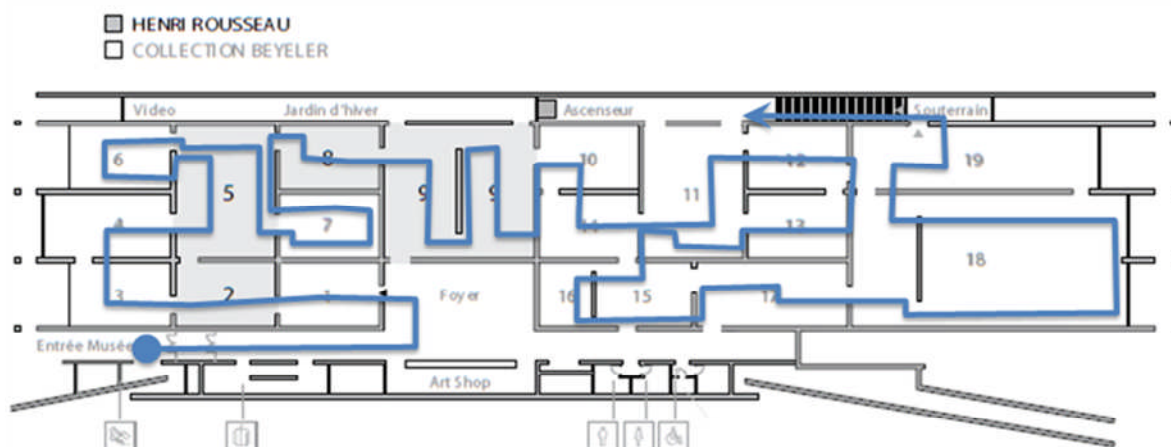 HENRI ROUSSEAU
COLLECTION BEYELER
Video
Jardin d'hiver
Ascenseur
Souterrain
6
8
10
12
19
5
9
9
11
4
7
14
13
18
3
2
1
Foyer
16
15
17
Entrée Musée
Art Shop